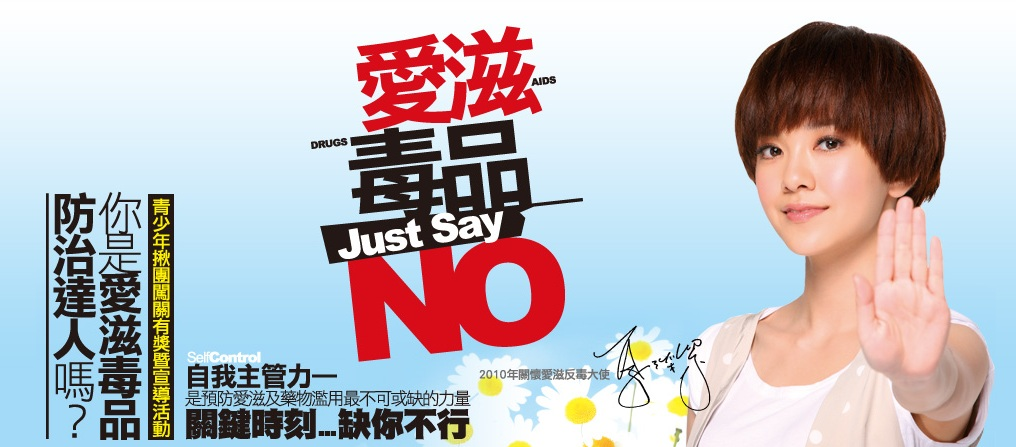 愛滋
AIDS
DRUGS
毒品
Just Say
NO
青少年揪團闖關有獎暨宣導活動
你是愛滋毒品
防治達人嗎？
SelfControl
自我主管力—
是預防愛滋及藥物濫用最不可或缺的力量
關鍵時刻...缺你不行
2010年關懷愛滋反毒大使